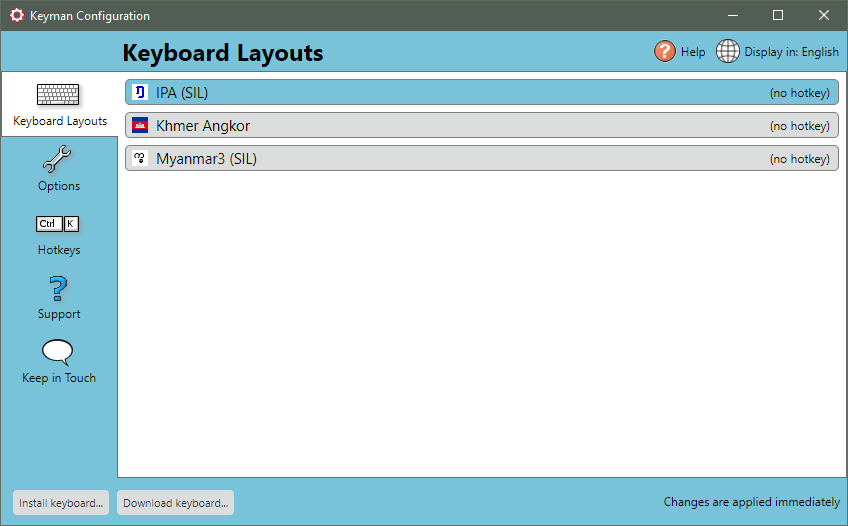 Keyman Configuration
Keyboard Layouts
Help
Display in: English
Keyboard Layouts
Options
Ctrl K
Hotkeys
Support
Keep in Touch
IPA (SIL) (no hotkey)
Khmer Angkor (no hotkey)
Myanmar3 (SIL) (no hotkey)
Install keyboard...
Download keyboard...
Changes are applied immediately